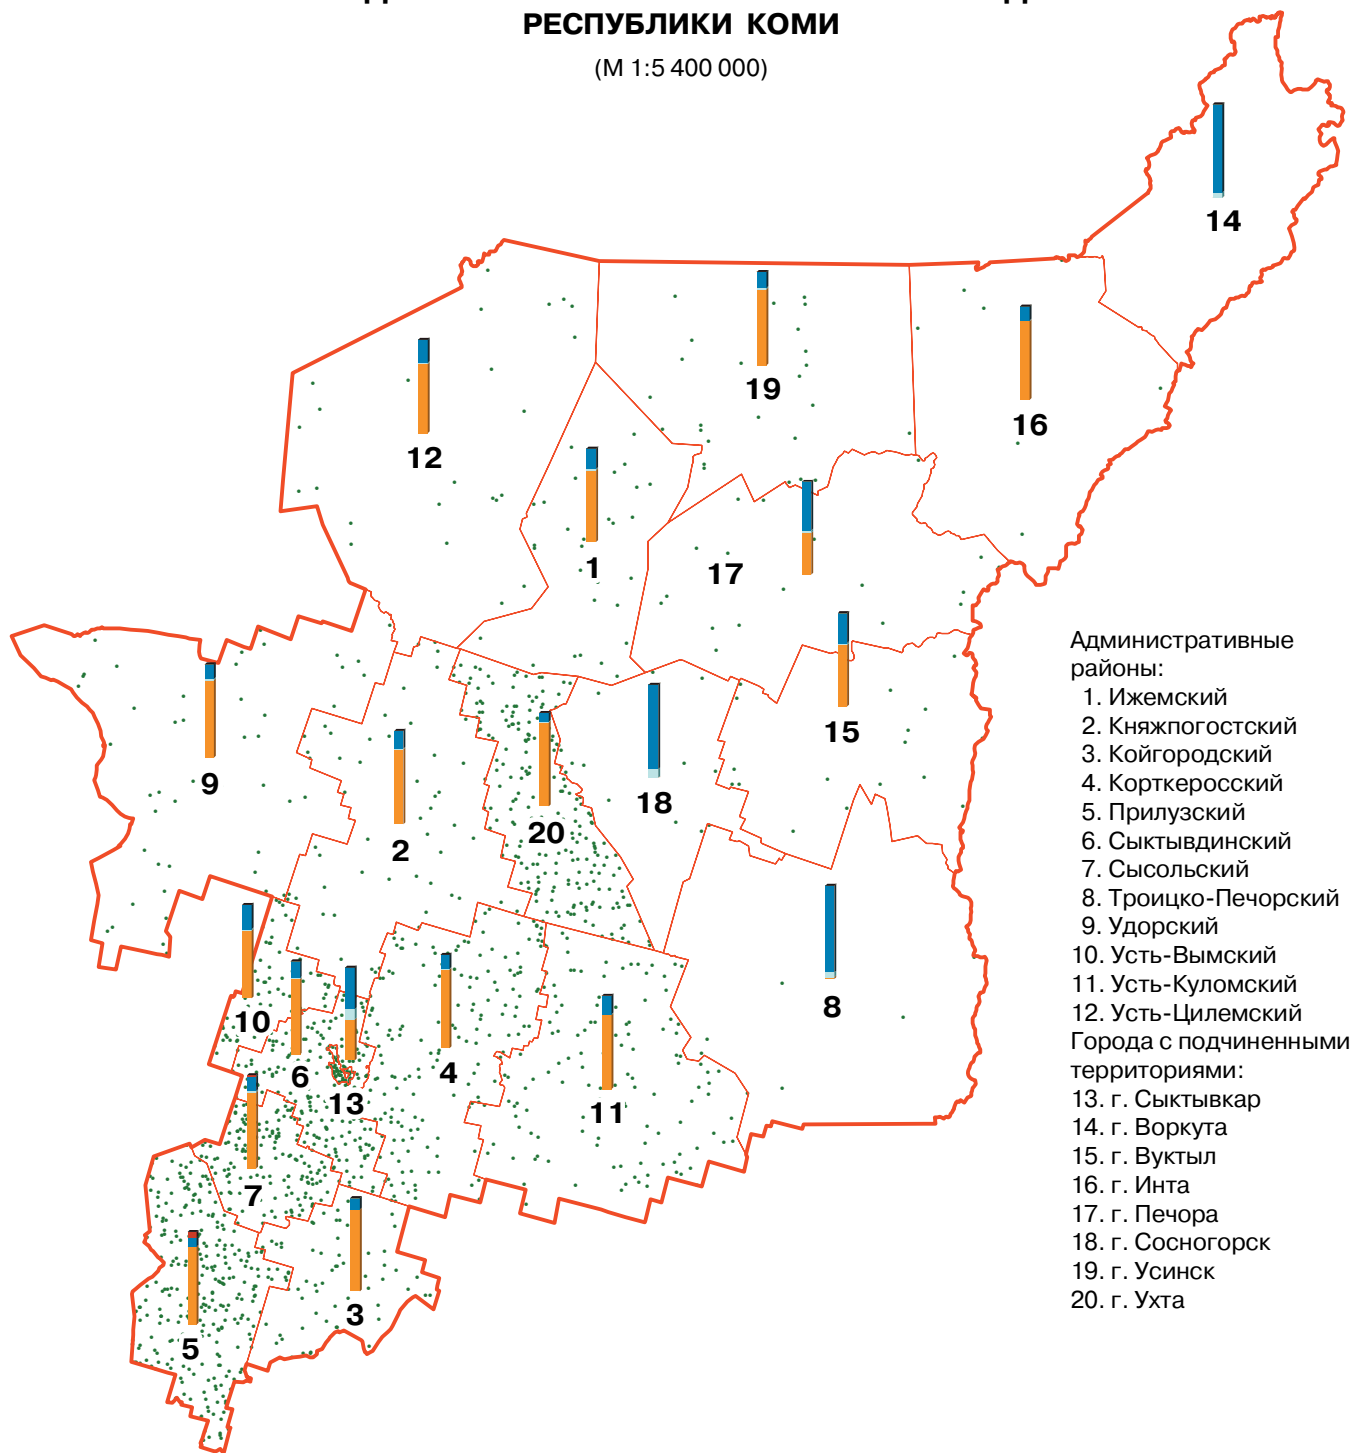 РЕСПУБЛИКИ КОМИ
(М 1:5 400 000)
14
19
16
12
1
17
15
9
18
20
2
8
10
6
4
13
11
7
3
5
Административные
районы:
1. Ижемский
2. Княжпогостский
3. Койгородский
4. Корткеросский
5. Прилузский
6. Сыктывдинский
7. Сысольский
8. Троицко-Печорский
9. Удорский
10. Усть-Вымский
11. Усть-Куломский
12. Усть-Цилемский
Города с подчиненными
территориями:
13. г. Сыктывкар
14. г. Воркута
15. г. Вуктыл
16. г. Инта
17. г. Печора
18. г. Сосногорск
19. г. Усинск
20. г. Ухта